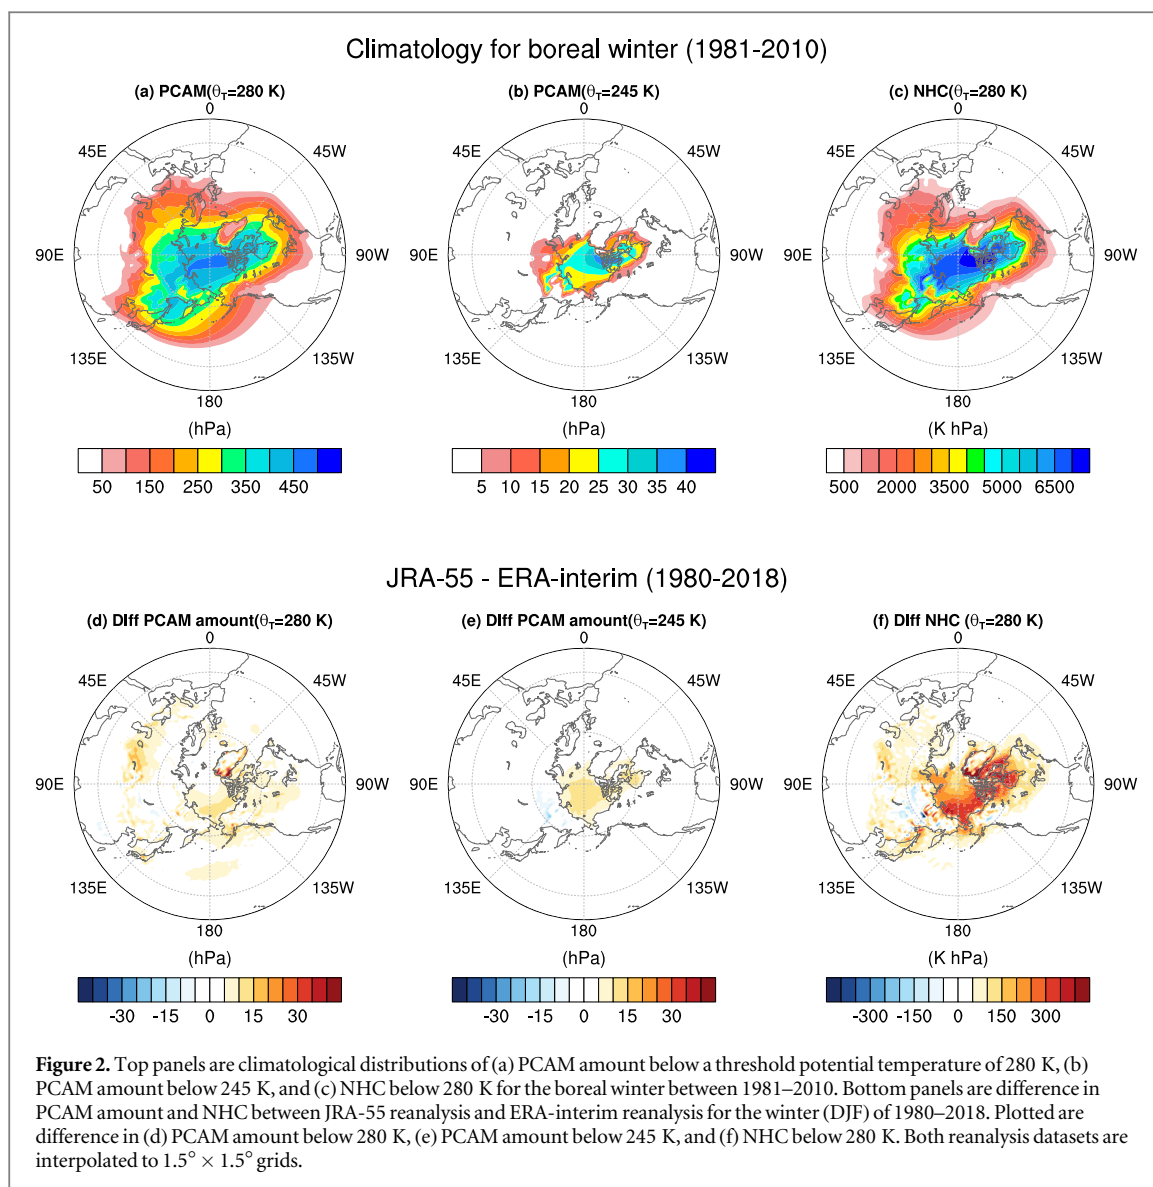 Climatology for boreal winter (1981-2010)
(a) PCAM(θT=280 K)
(b) PCAM(θT=245 K)
(c) NHC(θT=280 K)
0
0
0
45E
45W
45E
45W
45E
45W
90E
90W
90E
90W
90E
90W
135E
135W
135E
135W
135E
135W
180
180
180
(hPa)
(hPa)
(K hPa)
50 150 250 350 450
5 10 15 20 25 30 35 40
500 2000 3500 5000 6500
JRA-55 - ERA-interim (1980-2018)
(d) DIff PCAM amount(θT=280 K)
(e) DIff PCAM amount(θT=245 K)
(f) DIff NHC (θT=280 K)
0
0
0
45E
45W
45E
45W
45E
45W
90E
90W
90E
90W
90E
90W
135E
135W
135E
135W
135E
135W
180
180
180
(hPa)
(hPa)
(K hPa)
-30 -15 0 15 30
-30 -15 0 15 30
-300 -150 0 150 300
Figure 2. Top panels are climatological distributions of (a) PCAM amount below a threshold potential temperature of 280 K, (b)
PCAM amount below 245 K, and (c) NHC below 280 K for the boreal winter between 1981–2010. Bottom panels are difference in
PCAM amount and NHC between JRA-55 reanalysis and ERA-interim reanalysis for the winter (DJF) of 1980–2018. Plotted are
difference in (d) PCAM amount below 280 K, (e) PCAM amount below 245 K, and (f) NHC below 280 K. Both reanalysis datasets are
interpolated to 1.5° × 1.5° grids.